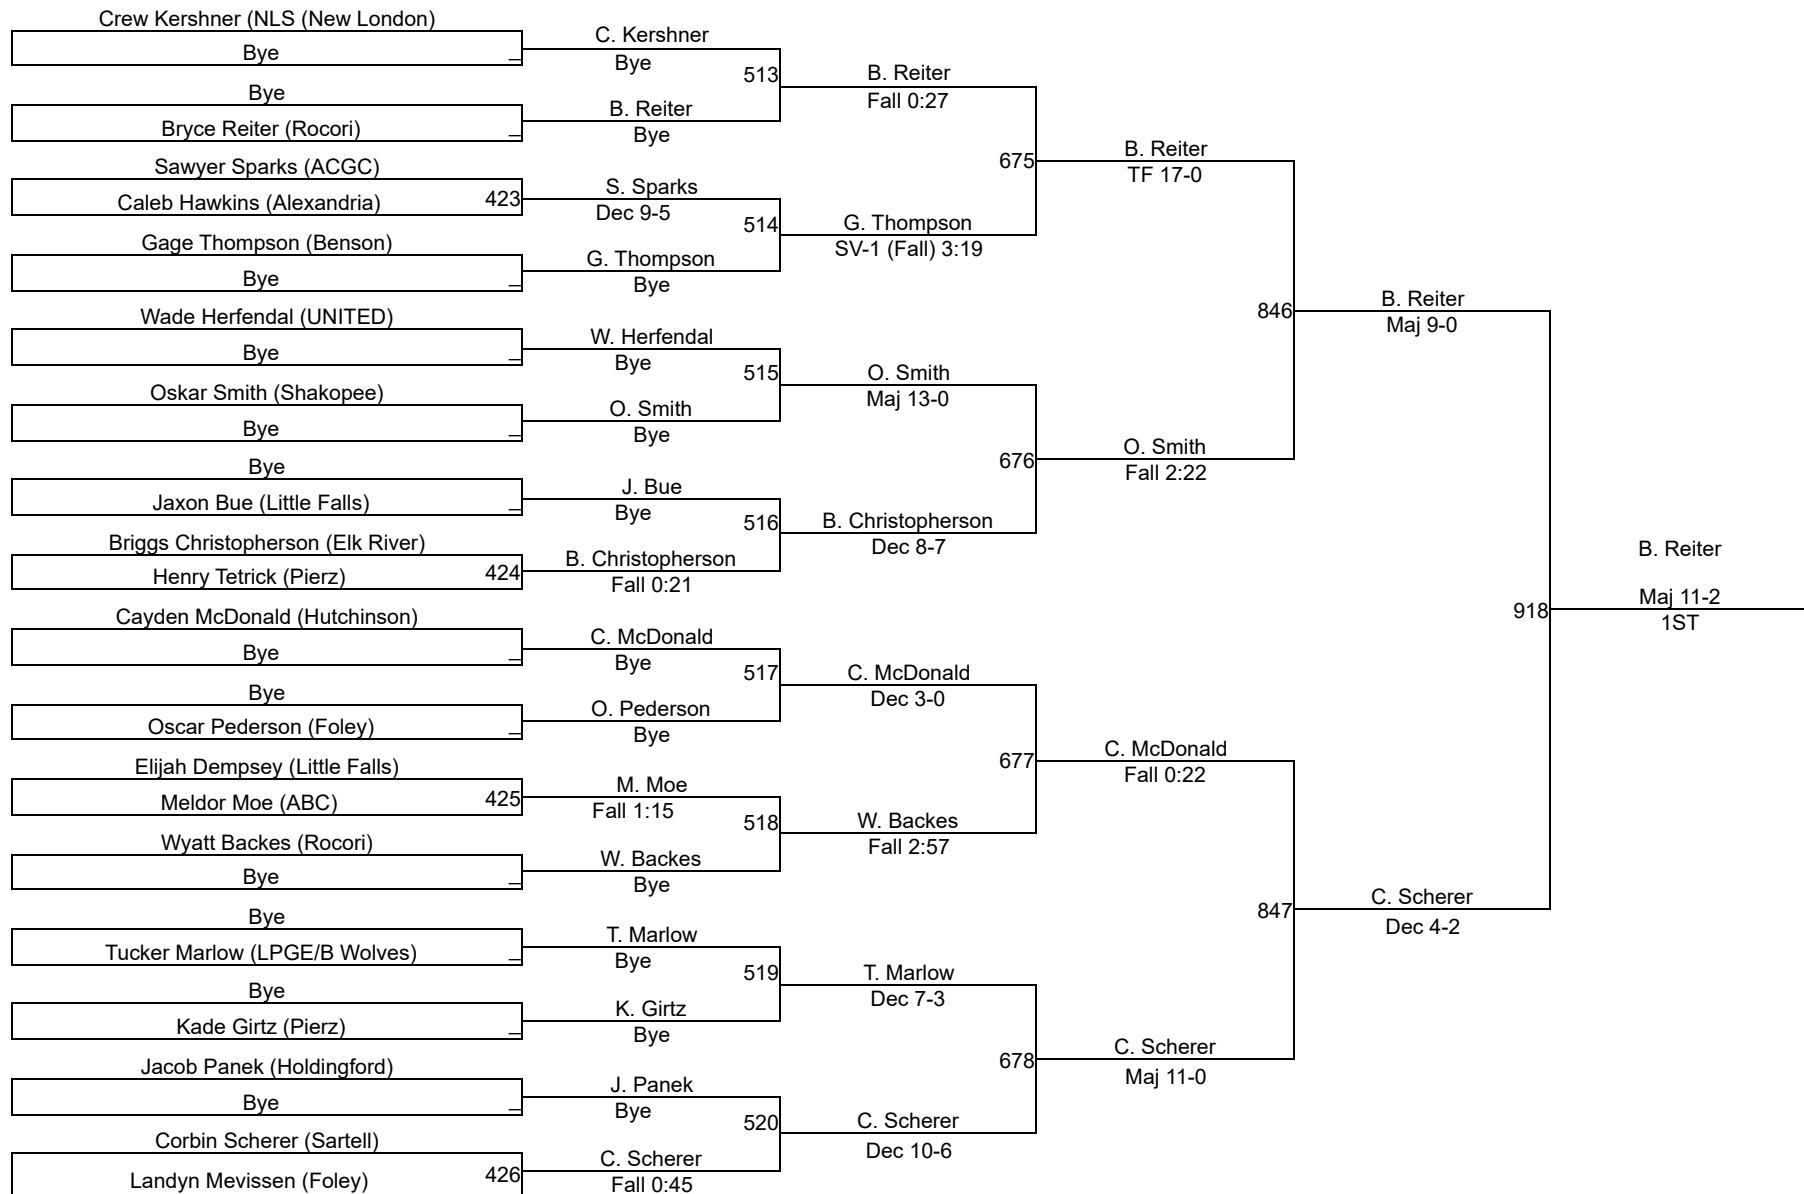 Crew Kershner (NLS (New London)
Bye
_
Bye
Bryce Reiter (Rocori)
_
Sawyer Sparks (ACGC)
Caleb Hawkins (Alexandria)
423
Gage Thompson (Benson)
Bye
_
Wade Herfendal (UNITED)
Bye
_
Oskar Smith (Shakopee)
Bye
_
Bye
Jaxon Bue (Little Falls)
_
Briggs Christopherson (Elk River)
Henry Tetrick (Pierz)
424
Cayden McDonald (Hutchinson)
Bye
_
Bye
Oscar Pederson (Foley)
_
Elijah Dempsey (Little Falls)
Meldor Moe (ABC)
425
Wyatt Backes (Rocori)
Bye
_
Bye
Tucker Marlow (LPGE/B Wolves)
_
Bye
Kade Girtz (Pierz)
_
Jacob Panek (Holdingford)
Bye
_
Corbin Scherer (Sartell)
Landyn Mevissen (Foley)
426
C. Kershner
Bye
513
B. Reiter
Bye
S. Sparks
Dec 9-5
514
G. Thompson
Bye
W. Herfendal
Bye
515
O. Smith
Bye
J. Bue
Bye
516
B. Christopherson
Fall 0:21
C. McDonald
Bye
517
O. Pederson
Bye
M. Moe
Fall 1:15
518
W. Backes
Bye
T. Marlow
Bye
519
K. Girtz
Bye
J. Panek
Bye
520
C. Scherer
Fall 0:45
B. Reiter
Fall 0:27
675
G. Thompson
SV-1 (Fall) 3:19
O. Smith
Maj 13-0
676
B. Christopherson
Dec 8-7
C. McDonald
Dec 3-0
677
W. Backes
Fall 2:57
T. Marlow
Dec 7-3
678
C. Scherer
Dec 10-6
B. Reiter
TF 17-0
846
O. Smith
Fall 2:22
C. McDonald
Fall 0:22
847
C. Scherer
Maj 11-0
B. Reiter
Maj 9-0
918
C. Scherer
Dec 4-2
B. Reiter
Maj 11-2
1ST